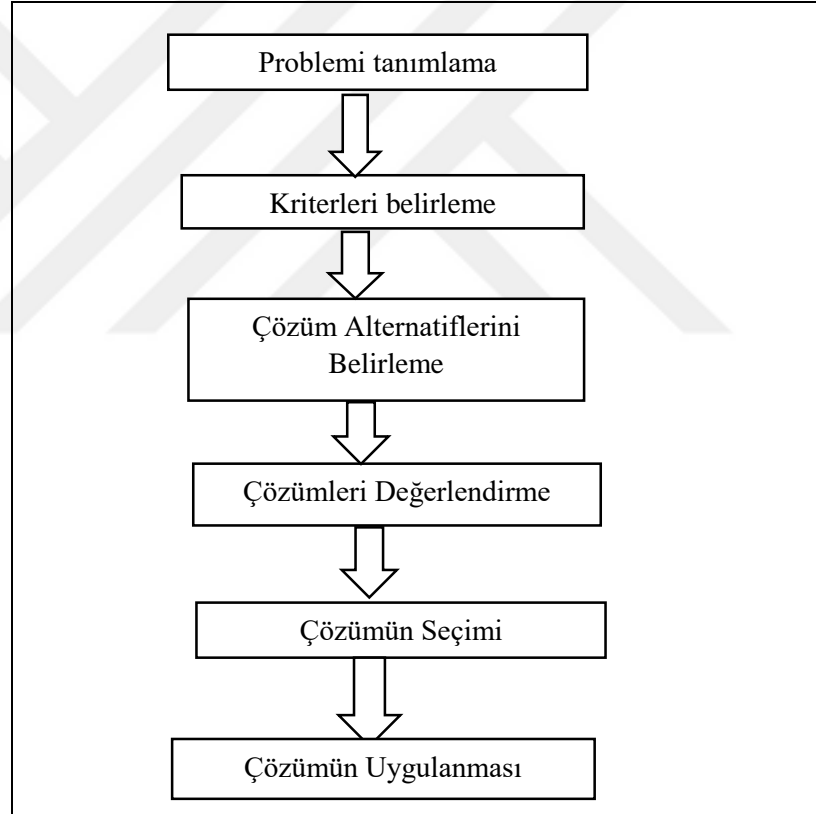 Problemi tanımlama
Kriterleri belirleme
Çözüm Alternatiflerini
Belirleme
Çözümleri Değerlendirme
Çözümün Seçimi
Çözümün Uygulanması